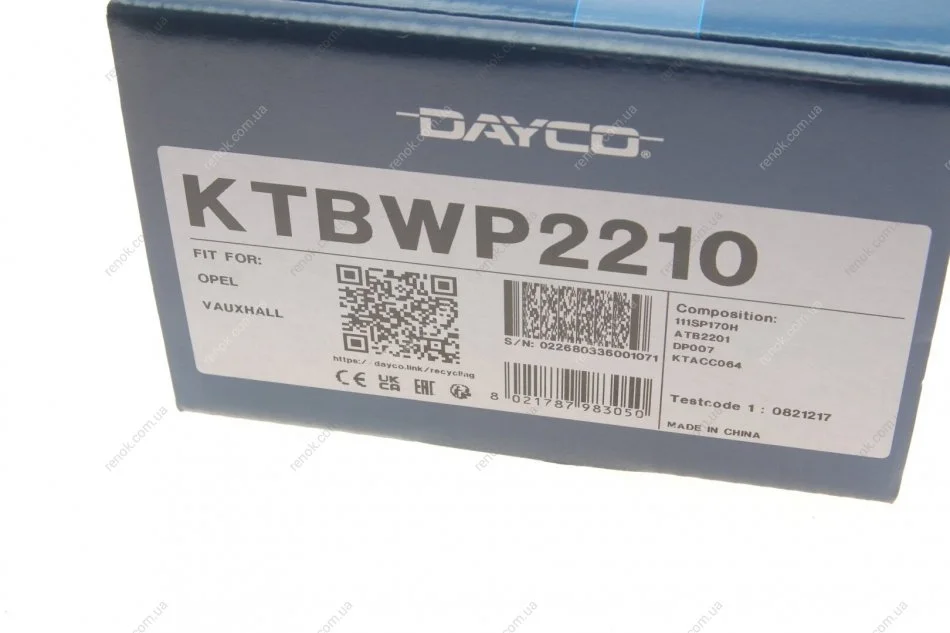 DAYCO®
KTBWP2210
FIT FOR:
OPEL
VAUXHALL
https: dayco.link/recycling
CE UK CA EAC
S/N: 022680336001071
8 021787 983050
Composition:
111SP170H
ATB2201
DP007
KTACC064
Testcode 1 : 0821217
MADE IN CHINA
renok.com.ua